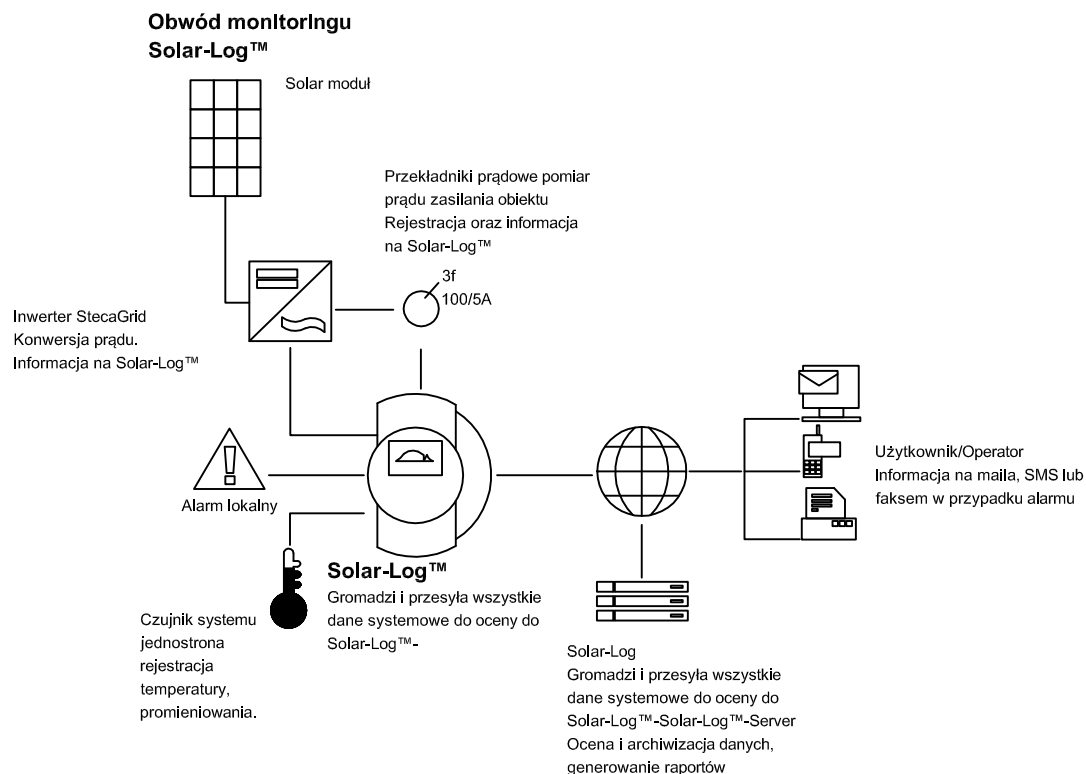 Obwód monitoringu
Solar-Log™
Solar moduł
Przekładniki prądowe pomiar
prądu zasilania obiektu
Rejestracja oraz informacja
na Solar-Log™
3f
100/5A
Inwerter StecaGrid
Konwersja prądu.
Informacja na Solar-Log™
Alarm lokalny
Użytkownik/Operator
Informacja na maila, SMS lub
faksem w przypadku alarmu
Solar-Log™
Gromadzi i przesyła wszystkie
dane systemowe do oceny do
Solar-Log™-
Czujnik systemu
jednostrona
rejestracja
temperatury,
promieniowania.
Solar-Log
Gromadzi i przesyła wszystkie
dane systemowe do oceny do
Solar-Log™-Solar-Log™-Server
Ocena i archiwizacja danych,
generowanie raportów